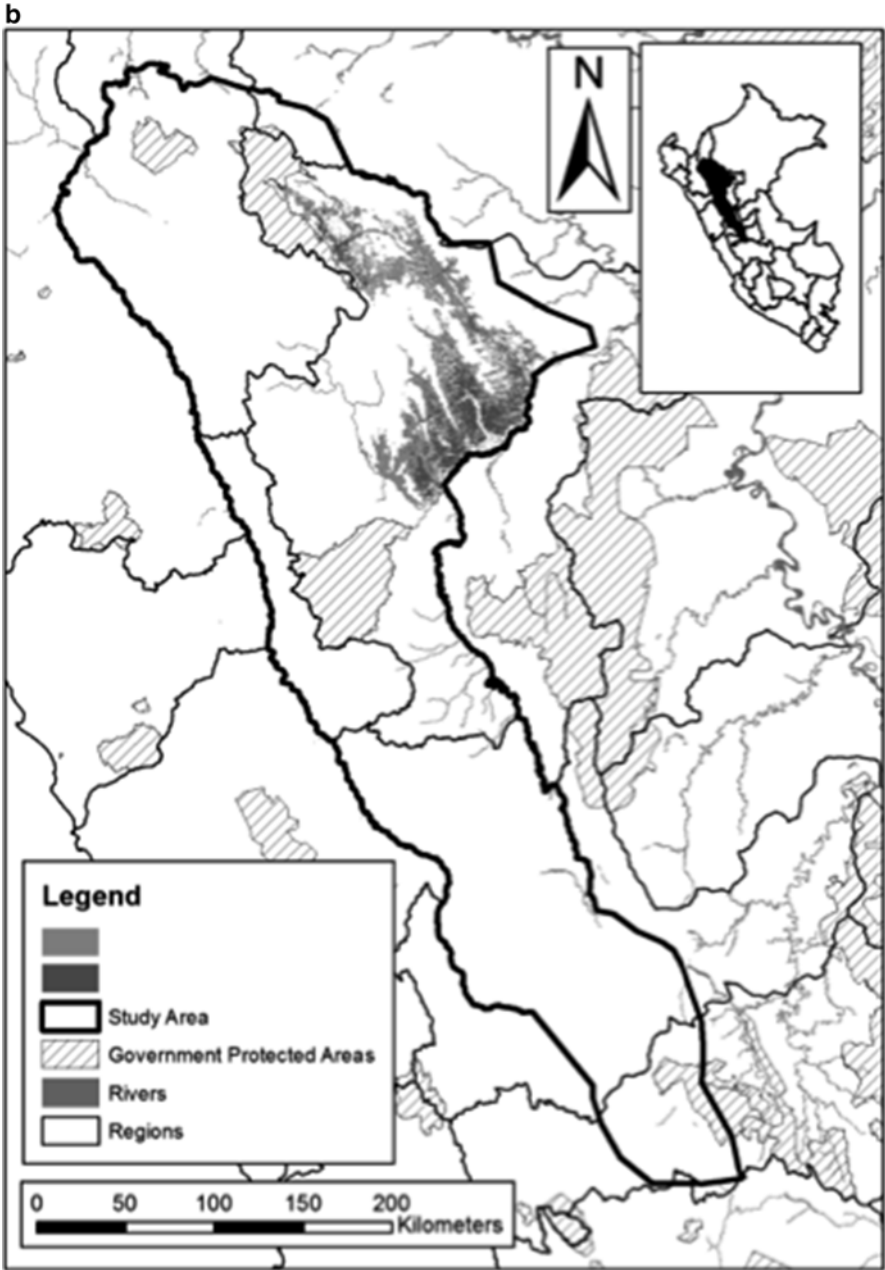 b
N
Legend
Study Area
Government Protected Areas
Rivers
Regions
0 50 100 150 200
Kilometers